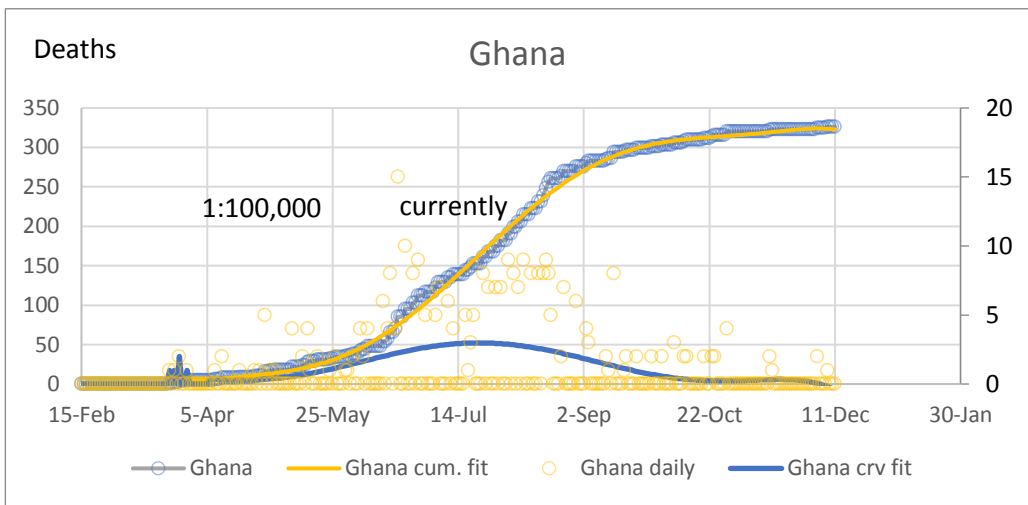 Deaths
Ghana
350
300
250
200
150
100
50
0
20
15
10
5
0
1:100,000 currently
15-Feb 5-Apr 25-May 14-Jul 2-Sep 22-Oct 11-Dec 30-Jan
Ghana Ghana cum. fit Ghana daily Ghana crv fit